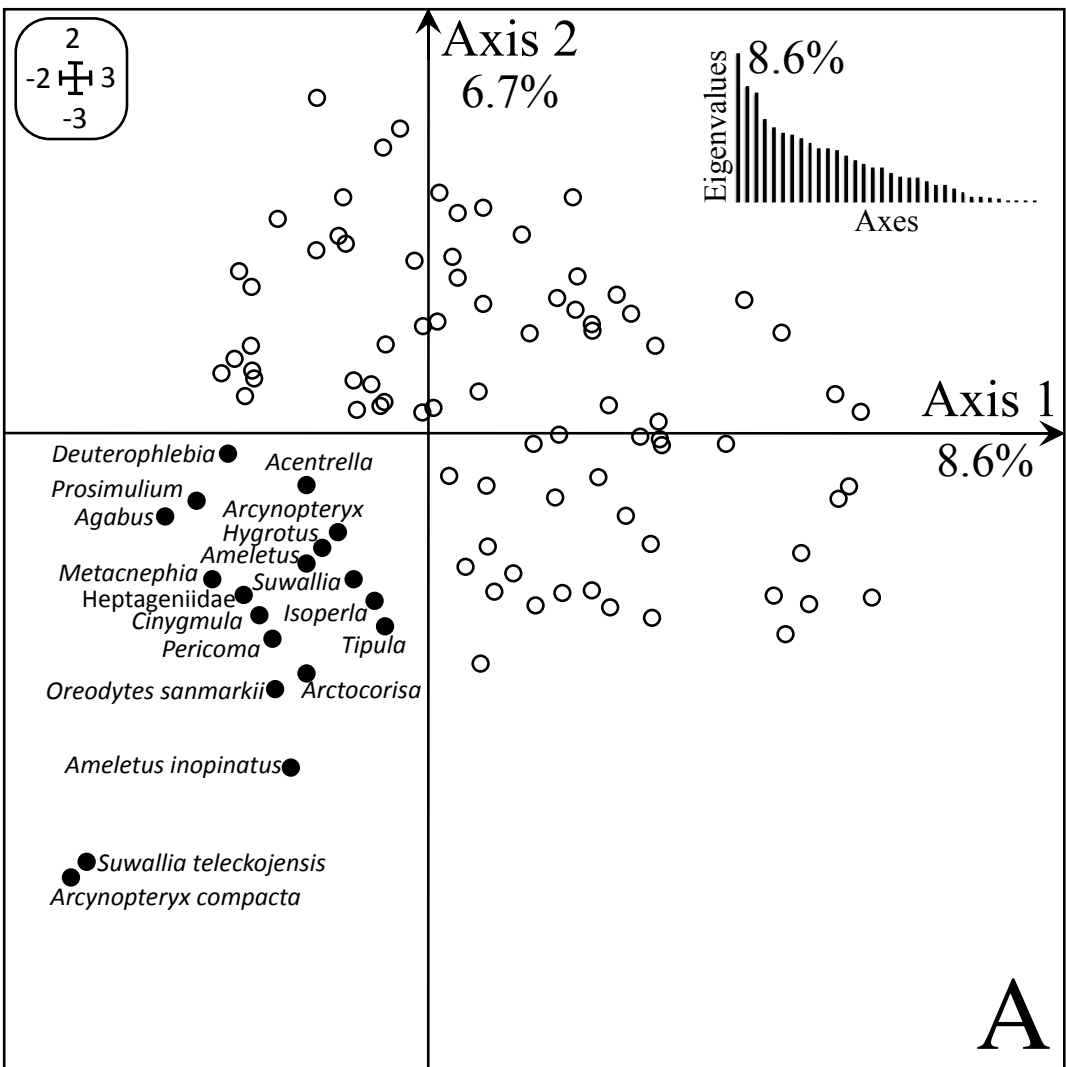 2
-2 3
-3
Axis 2
6.7%
8.6%
Eigenvalues
Axes
Axis 1
8.6%
Deuterophlebia
Acentrella
Prosimulium
Agabus
Arcynopteryx
Hygrotus
Ameletus
Metacnephia
Suwallia
Heptageniidae
Isoperla
Cinygmula
Tipula
Pericoma
Oreodytes sanmarkii
Arctocorisa
Ameletus inopinatus
Suwallia teleckojensis
Arcynopteryx compacta
A